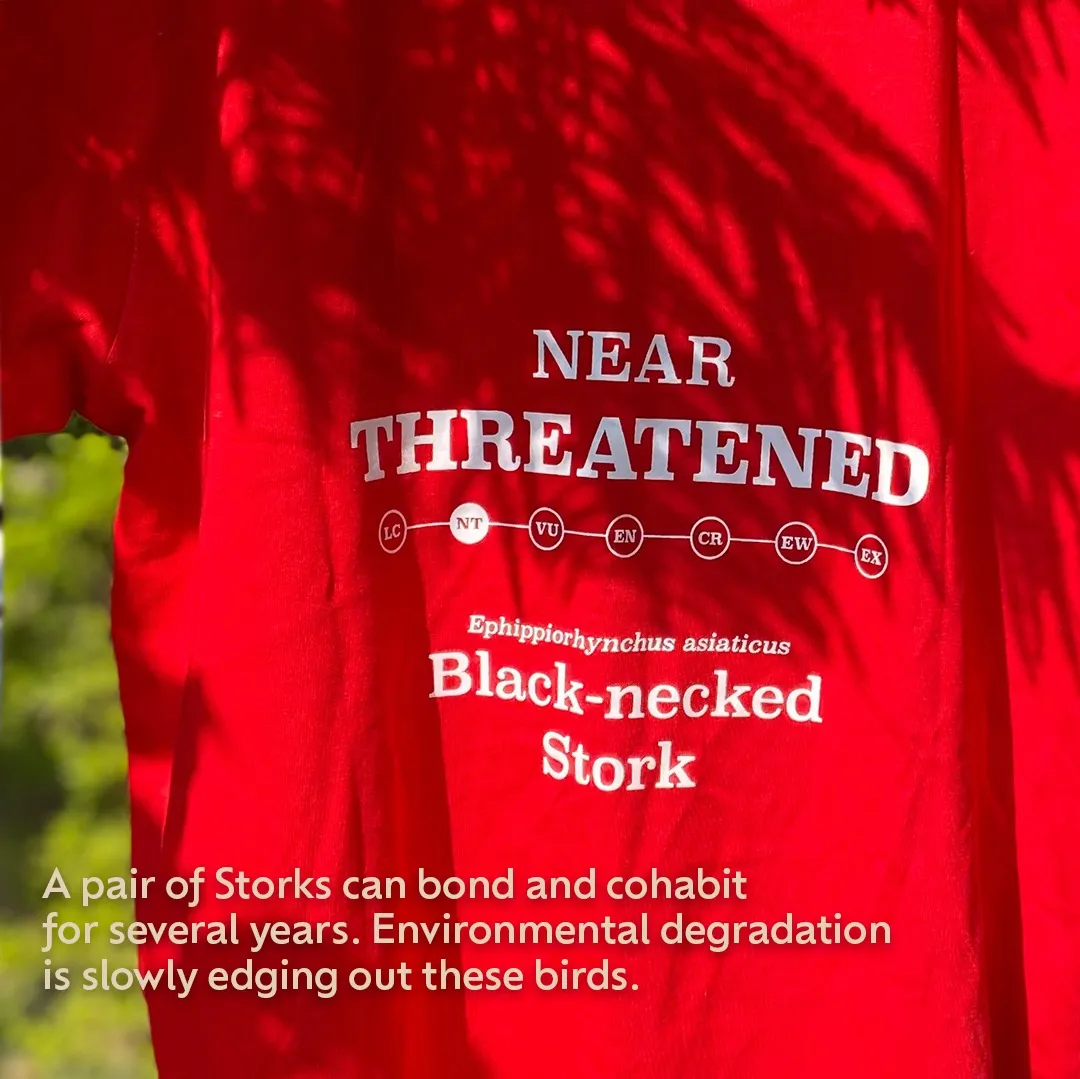 NEAR
THREATENED
LC NT VU EN CR EW EX
Ephippiorhynchus asiaticus
Black-necked
Stork
A pair of Storks can bond and cohabit
for several years. Environmental degradation
is slowly edging out these birds.